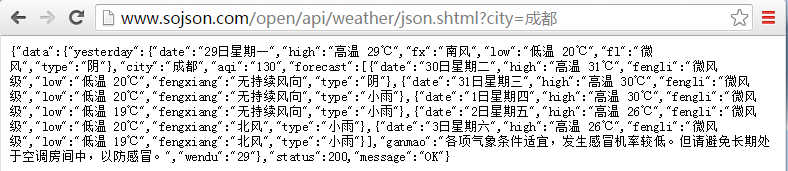 www.sojson.com/open/api/weather/json.shtml?city=成都
{"data":{"yesterday":{"date":"29日星期一","high":"高温 29℃","fx":"南风","low":"低温 20℃","fl":"微
风","type":"阴"},"city":"成都","aqi":"130","forecast":[{"date":"30日星期二","high":"高温 31℃","fengli":"微风
级","low":"低温 20℃","fengxiang":"无持续风向","type":"阴"},{"date":"31日星期三","high":"高温 30℃","fengli":"微风
级","low":"低温 20℃","fengxiang":"无持续风向","type":"小雨"},{"date":"1日星期四","high":"高温 30℃","fengli":"微风
级","low":"低温 19℃","fengxiang":"无持续风向","type":"小雨"},{"date":"2日星期五","high":"高温 26℃","fengli":"微风
级","low":"低温 20℃","fengxiang":"北风","type":"小雨"},{"date":"3日星期六","high":"高温 26℃","fengli":"微风
级","low":"低温 19℃","fengxiang":"北风","type":"小雨"}],"ganmao":"各项气象条件适宜，发生感冒机率较低。但请避免长期处
于空调房间中，以防感冒。","wendu":"29"},"status":200,"message":"OK"}